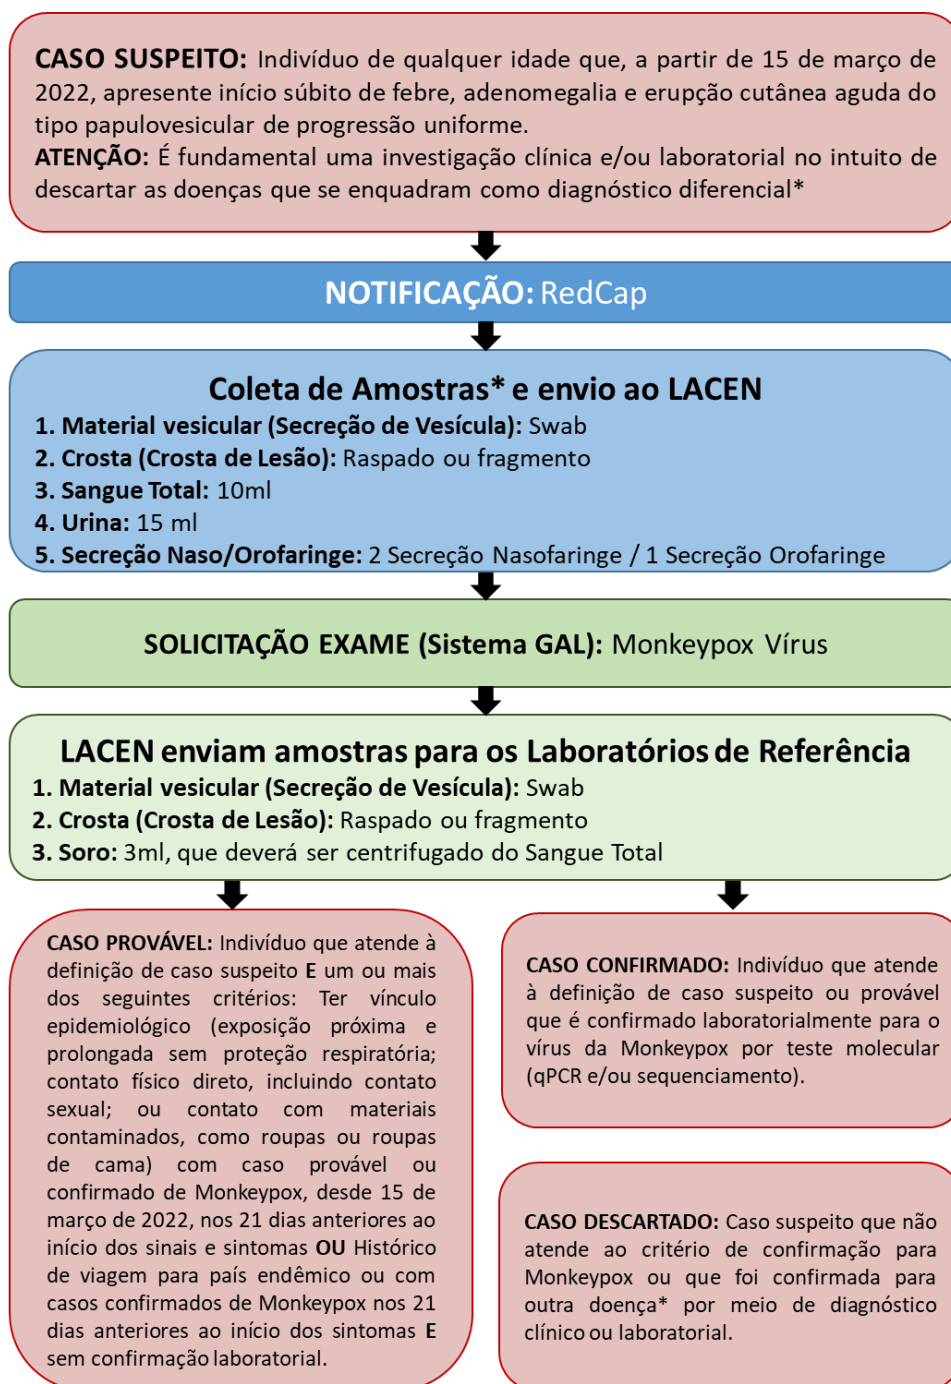 CASO SUSPEITO: Indivíduo de qualquer idade que, a partir de 15 de março de
2022, apresente início súbito de febre, adenomegalia e erupção cutânea aguda do
tipo papulovesicular de progressão uniforme.
ATENÇÃO: É fundamental uma investigação clínica e/ou laboratorial no intuito de
descartar as doenças que se enquadram como diagnóstico diferencial*
NOTIFICAÇÃO: RedCap
Coleta de Amostras* e envio ao LACEN
1. Material vesicular (Secreção de Vesícula): Swab
2. Crosta (Crosta de Lesão): Raspado ou fragmento
3. Sangue Total: 10ml
4. Urina: 15 ml
5. Secreção Naso/Orofaringe: 2 Secreção Nasofaringe / 1 Secreção Orofaringe
SOLICITAÇÃO EXAME (Sistema GAL): Monkeypox Vírus
LACEN enviam amostras para os Laboratórios de Referência
1. Material vesicular (Secreção de Vesícula): Swab
2. Crosta (Crosta de Lesão): Raspado ou fragmento
3. Soro: 3ml, que deverá ser centrifugado do Sangue Total
CASO PROVÁVEL: Indivíduo que atende à
definição de caso suspeito E um ou mais
dos seguintes critérios: Ter vínculo
epidemiológico (exposição próxima e
prolongada sem proteção respiratória;
contato físico direto, incluindo contato
sexual; ou contato com materiais
contaminados, como roupas ou roupas
de cama) com caso provável ou
confirmado de Monkeypox, desde 15 de
março de 2022, nos 21 dias anteriores ao
início dos sinais e sintomas OU Histórico
de viagem para país endêmico ou com
casos confirmados de Monkeypox nos 21
dias anteriores ao início dos sintomas E
sem confirmação laboratorial.
CASO CONFIRMADO: Indivíduo que atende
à definição de caso suspeito ou provável
que é confirmado laboratorialmente para o
vírus da Monkeypox por teste molecular
(qPCR e/ou sequenciamento).
CASO DESCARTADO: Caso suspeito que não
atende ao critério de confirmação para
Monkeypox ou que foi confirmada para
outra doença* por meio de diagnóstico
clínico ou laboratorial.